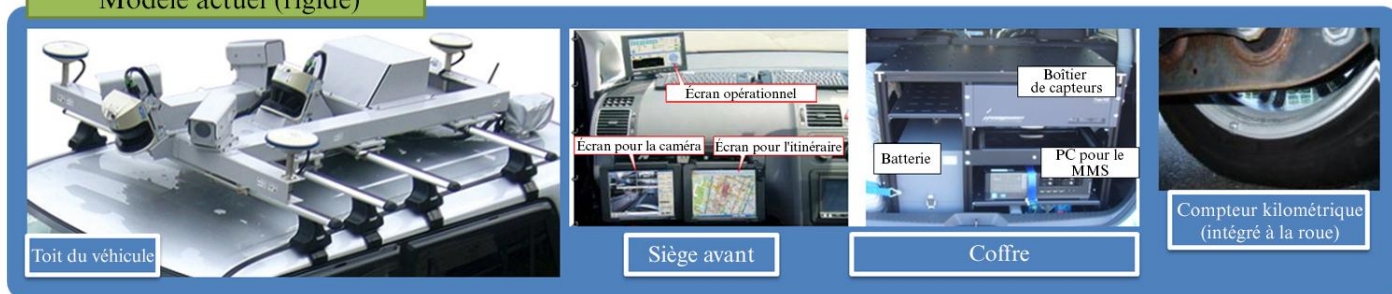 Modèle actuel (rigide)
Toit du véhicule
Écran opérationnel
Écran pour la caméra
Écran pour l'itinéraire
Siège avant
Boîtier
de capteurs
Batterie
PC pour le
MMS
Coffre
Compteur kilométrique
(intégré à la roue)